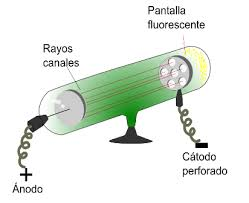 Pantalla
fluorescente
Rayos
canales
+
Ánodo
Cátodo
perforado